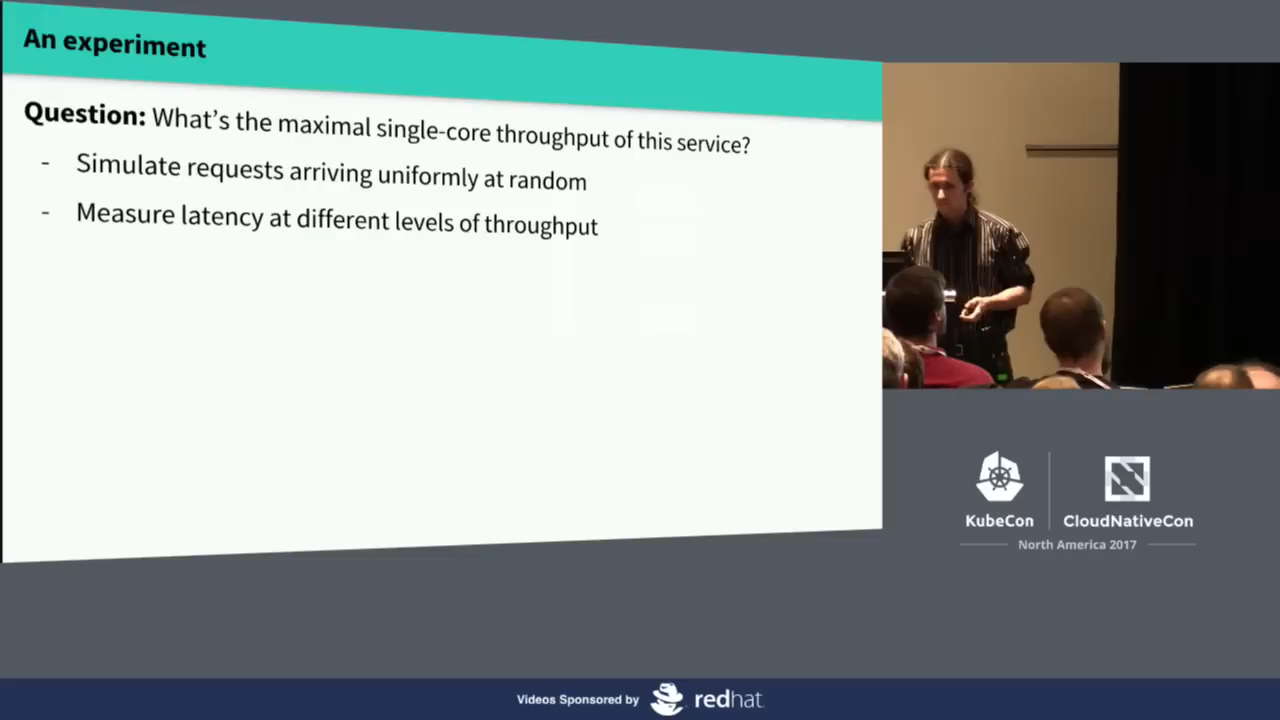 An experiment
Question: What's the maximal single-core throughput of this service?
- Simulate requests arriving uniformly at random
- Measure latency at different levels of throughput
KubeCon
CloudNativeCon
North America 2017
Videos Sponsored by redhat